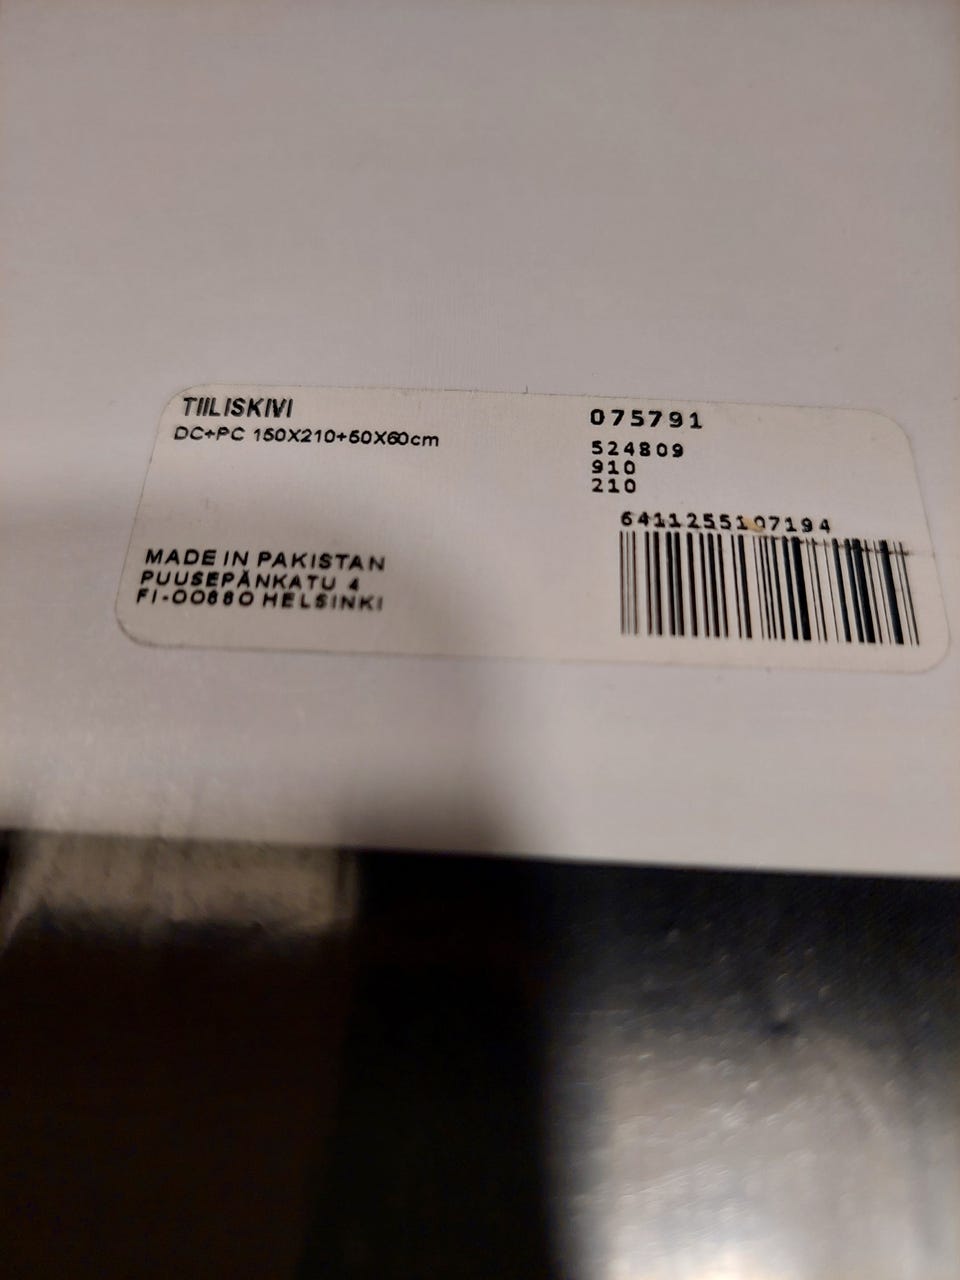 TIILISKIVI
DC+PC 150X210+50X60cm
075791
524809
910
210
6411255107194
MADE IN PAKISTAN
PUUSEPÄNKATU 4
FI-00880 HELSINKI